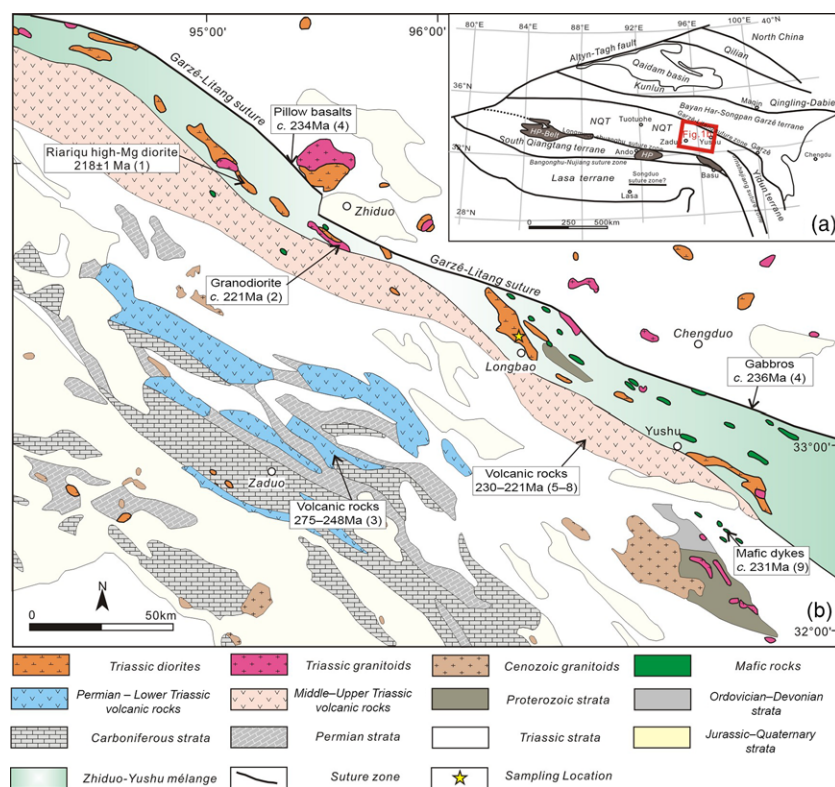 95°00'
96°00'
80°E
84°E
88°E
92°E
96°E
100°E
40°N
North China
Altyn-Tagh fault
Qilian
Qaidam basin
36°N
Kunlun
Maqin
Qingling-Dabie
Bayan Har-Songpan Garzê terrane
Tuotuohe
NQT
NQT
Fig.1b
HP-Belt
Zaduo
Yushu
Chengdu
South Qiangtang terrane
Ando
HP
Bangonghu-Nujiang suture zone
Basu
Yidun terrane
Songduo
suture zone?
Lasa terrane
Lasa
28°N
0 250 500km
(a)
Garzê-Litang suture
Pillow basalts
c. 234Ma (4)
Riariqu high-Mg diorite
218±1 Ma (1)
Zhiduo
Granodiorite
c. 221Ma (2)
Garzê-Litang suture
Chengduo
Longbao
Gabbros
c. 236Ma (4)
Yushu
33°00'
Zaduo
Volcanic rocks
230–221Ma (5–8)
Volcanic rocks
275–248Ma (3)
Mafic dykes
c. 231Ma (9)
N
0 50km
(b)
32°00'
Triassic diorites
Triassic granitoids
Cenozoic granitoids
Mafic rocks
Permian – Lower Triassic
volcanic rocks
Middle–Upper Triassic
volcanic rocks
Proterozoic strata
Ordovician–Devonian
strata
Carboniferous strata
Permian strata
Triassic strata
Jurassic–Quaternary
strata
Zhiduo-Yushu mélange
Suture zone
Sampling Location